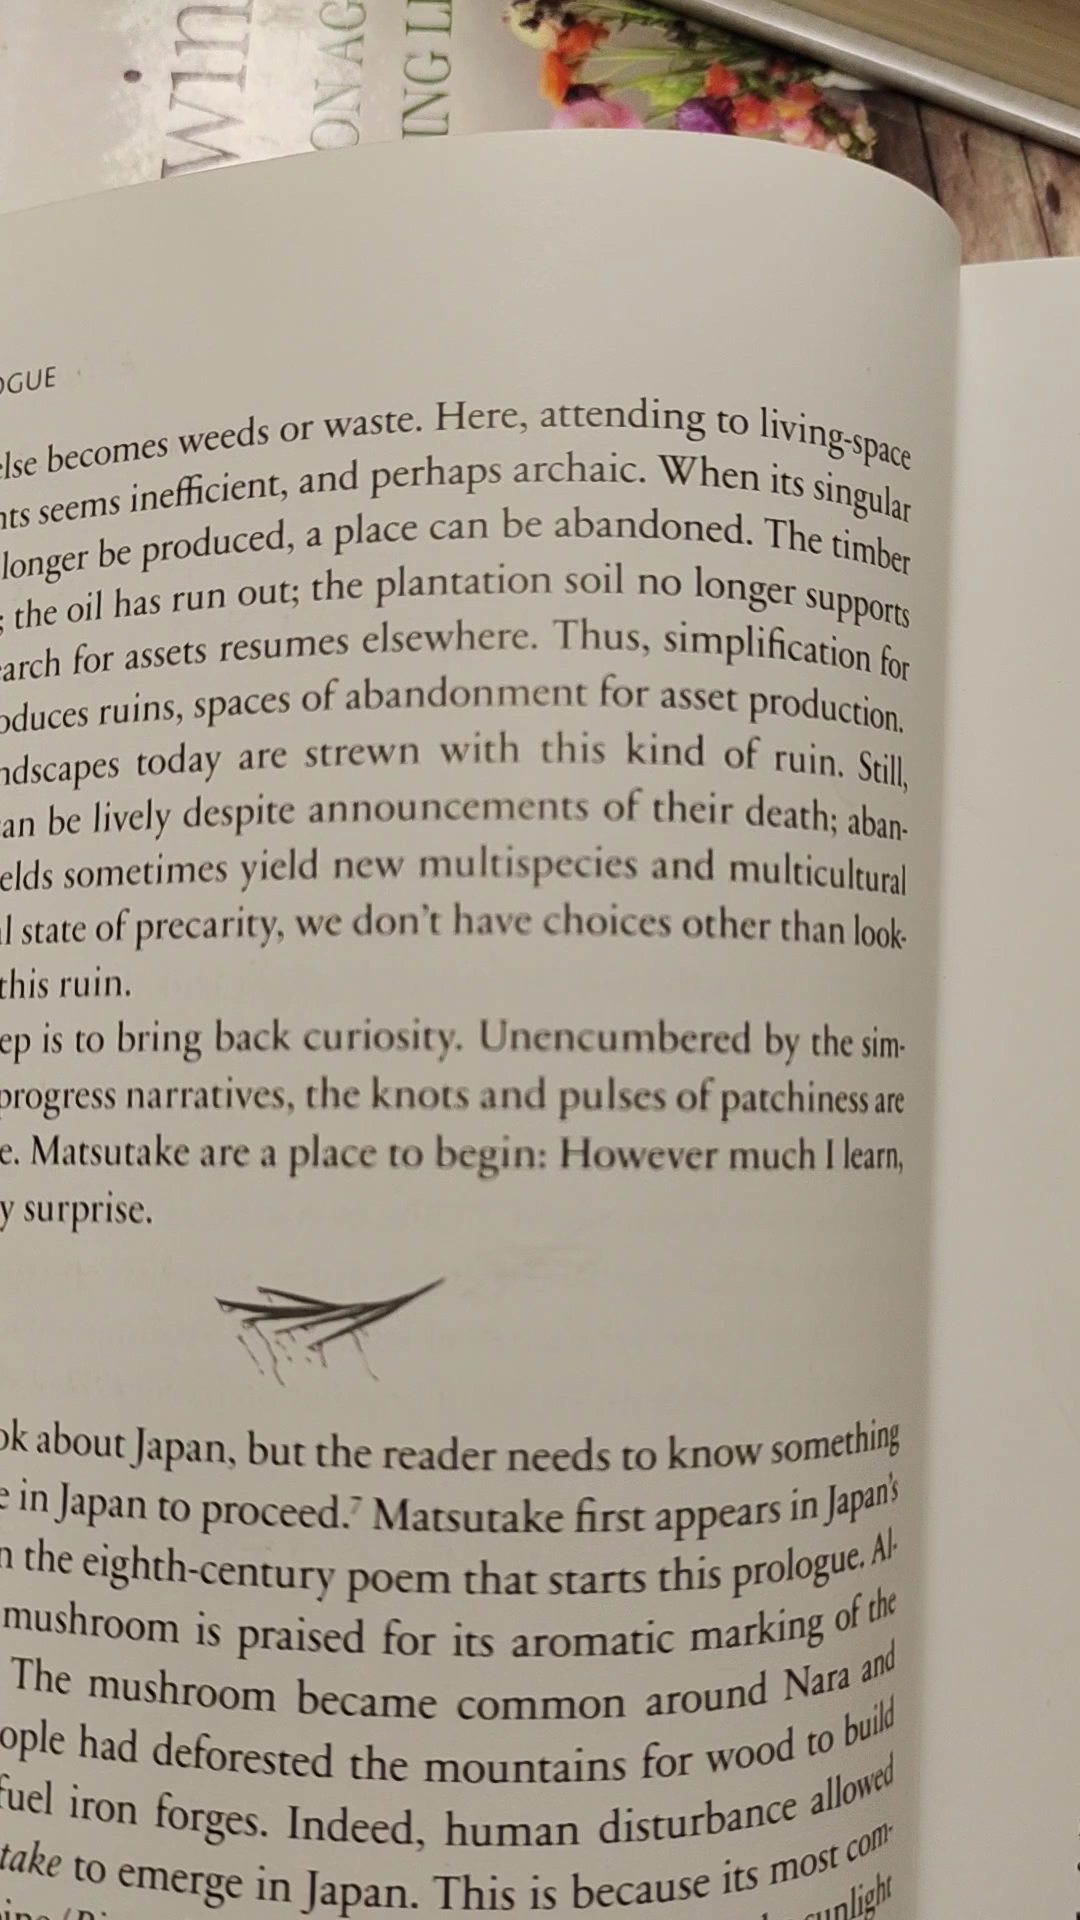 win
ON AG
ING LI
OGUE
else becomes weeds or waste. Here, attending to living-space
nts seems inefficient, and perhaps archaic. When its singular
longer be produced, a place can be abandoned. The timber
; the oil has run out; the plantation soil no longer supports
earch for assets resumes elsewhere. Thus, simplification for
oduces ruins, spaces of abandonment for asset production.
ndscapes today are strewn with this kind of ruin. Still,
an be lively despite announcements of their death; aban-
elds sometimes yield new multispecies and multicultural
l state of precarity, we don't have choices other than look-
this ruin.
ep is to bring back curiosity. Unencumbered by the sim-
progress narratives, the knots and pulses of patchiness are
e. Matsutake are a place to begin: However much I learn,
y surprise.
ok about Japan, but the reader needs to know something
e in Japan to proceed.⁷ Matsutake first appears in Japan's
n the eighth-century poem that starts this prologue. Al-
mushroom is praised for its aromatic marking of the
The mushroom became common around Nara and
ople had deforested the mountains for wood to build
fuel iron forges. Indeed, human disturbance allowed
take to emerge in Japan. This is because its most com-
sunlight